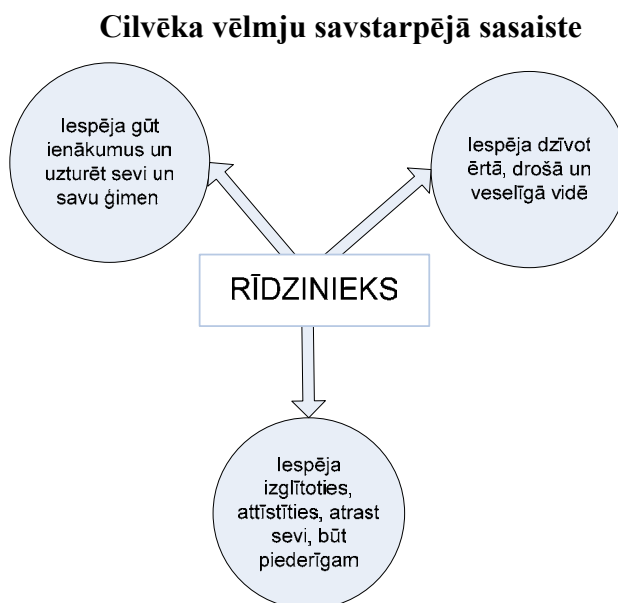 Cilvēka vēlmju savstarpējā sasaiste
Iespēja gūt
ienākumus un
uzturēt sevi un
savu ģimen
Iespēja dzīvot
ērtā, drošā un
veselīgā vidē
RĪDZINIEKS
Iespēja
izglītoties,
attīstīties, atrast
sevi, būt
piederīgam